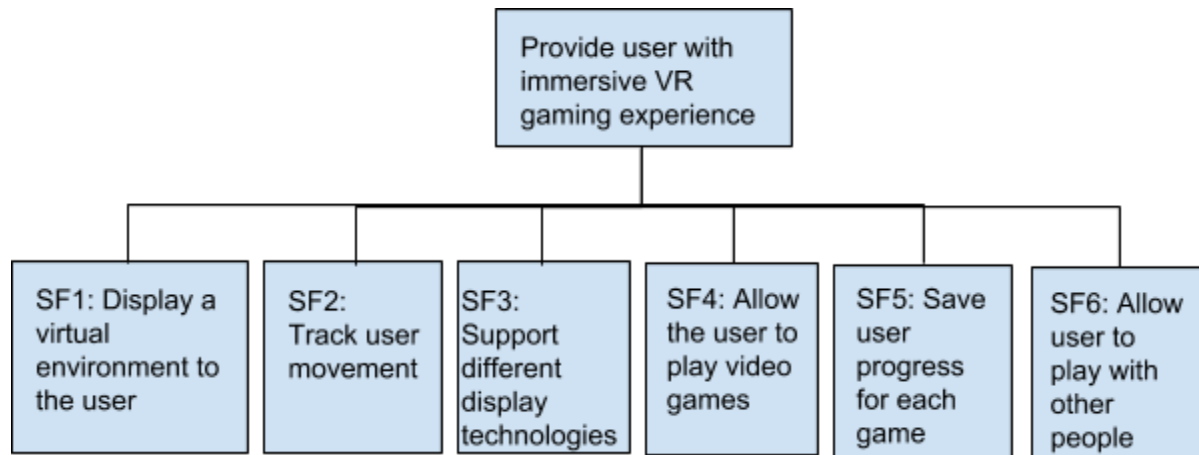 Provide user with
immersive VR
gaming experience
SF1: Display a
virtual
environment to
the user
SF2:
Track user
movement
SF3:
Support
different
display
technologies
SF4: Allow
the user to
play video
games
SF5: Save
user
progress
for each
game
SF6: Allow
user to
play with
other
people